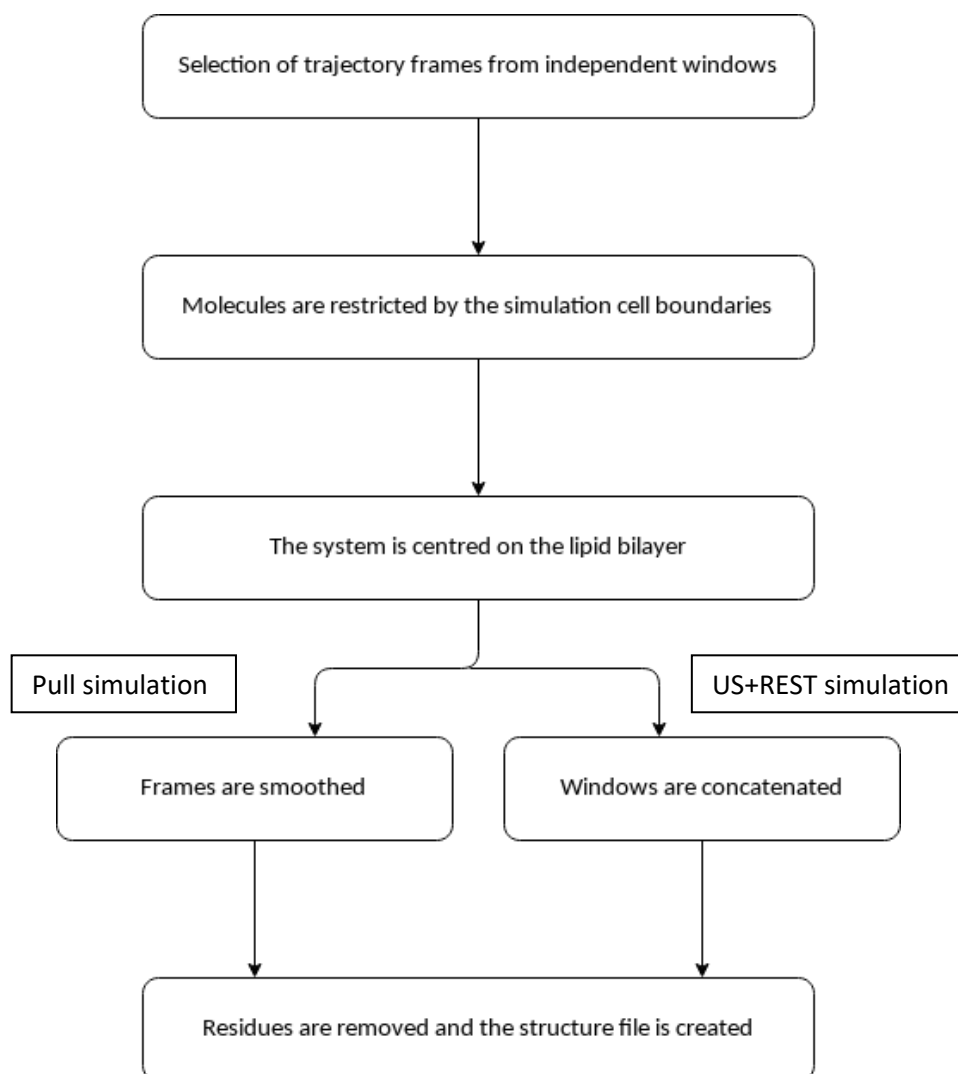 Selection of trajectory frames from independent windows
Molecules are restricted by the simulation cell boundaries
The system is centred on the lipid bilayer
Pull simulation
US+REST simulation
Frames are smoothed
Windows are concatenated
Residues are removed and the structure file is created